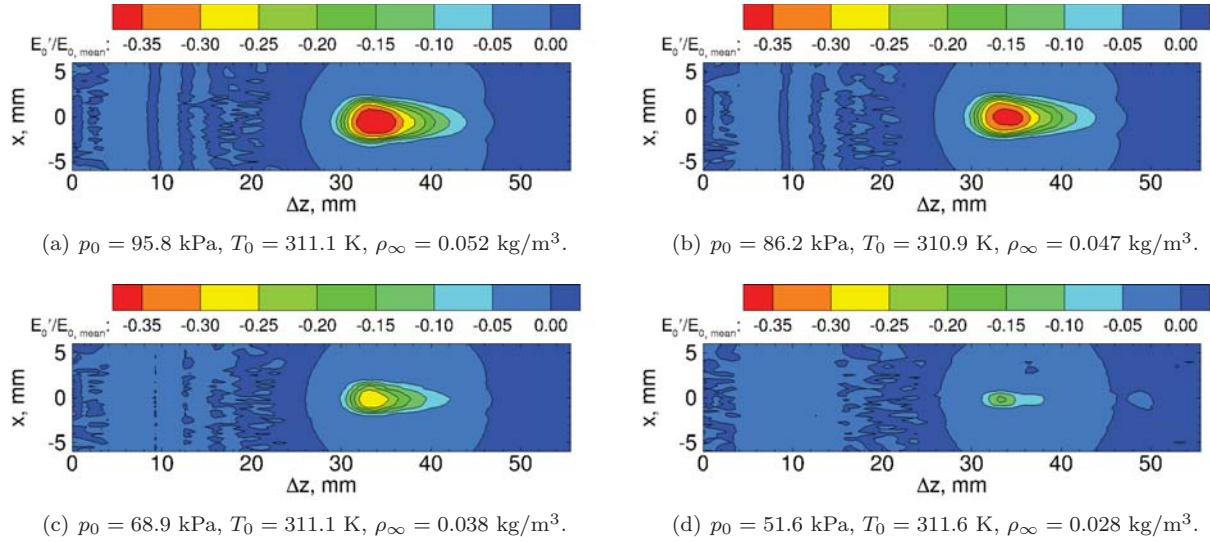 E0'/E0, mean: -0.35 -0.30 -0.25 -0.20 -0.15 -0.10 -0.05 0.00
x, mm
5
0
-5
0 10 20 30 40 50
Δz, mm
(a) p0 = 95.8 kPa, T0 = 311.1 K, ρ∞ = 0.052 kg/m³.
E0'/E0, mean: -0.35 -0.30 -0.25 -0.20 -0.15 -0.10 -0.05 0.00
x, mm
5
0
-5
0 10 20 30 40 50
Δz, mm
(b) p0 = 86.2 kPa, T0 = 310.9 K, ρ∞ = 0.047 kg/m³.
E0'/E0, mean: -0.35 -0.30 -0.25 -0.20 -0.15 -0.10 -0.05 0.00
x, mm
5
0
-5
0 10 20 30 40 50
Δz, mm
(c) p0 = 68.9 kPa, T0 = 311.1 K, ρ∞ = 0.038 kg/m³.
E0'/E0, mean: -0.35 -0.30 -0.25 -0.20 -0.15 -0.10 -0.05 0.00
x, mm
5
0
-5
0 10 20 30 40 50
Δz, mm
(d) p0 = 51.6 kPa, T0 = 311.6 K, ρ∞ = 0.028 kg/m³.